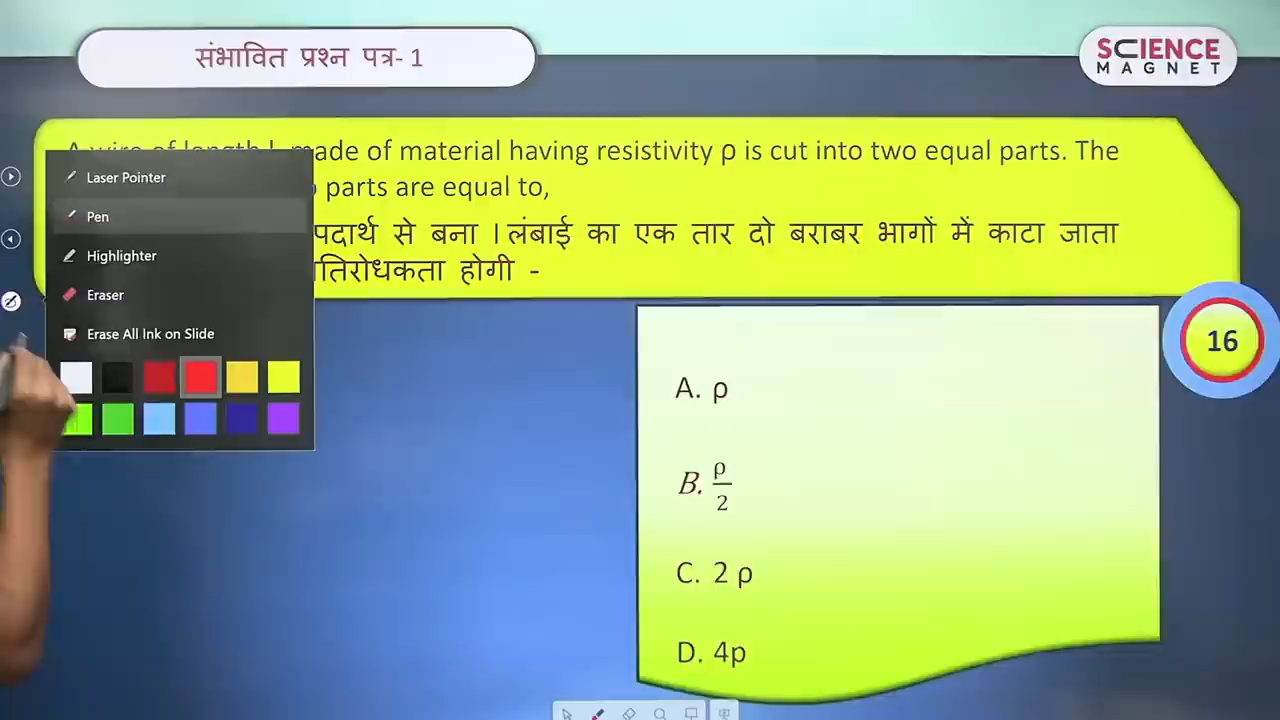 संभावित प्रश्न पत्र- 1
SCIENCE
MAGNET
made of material having resistivity ρ is cut into two equal parts. The
parts are equal to,
पदार्थ से बना l लंबाई का एक तार दो बराबर भागों में काटा जाता
होगी -
Laser Pointer
Pen
Highlighter
Eraser
Erase All Ink on Slide
16
A. ρ
B. ρ/2
C. 2 ρ
D. 4p